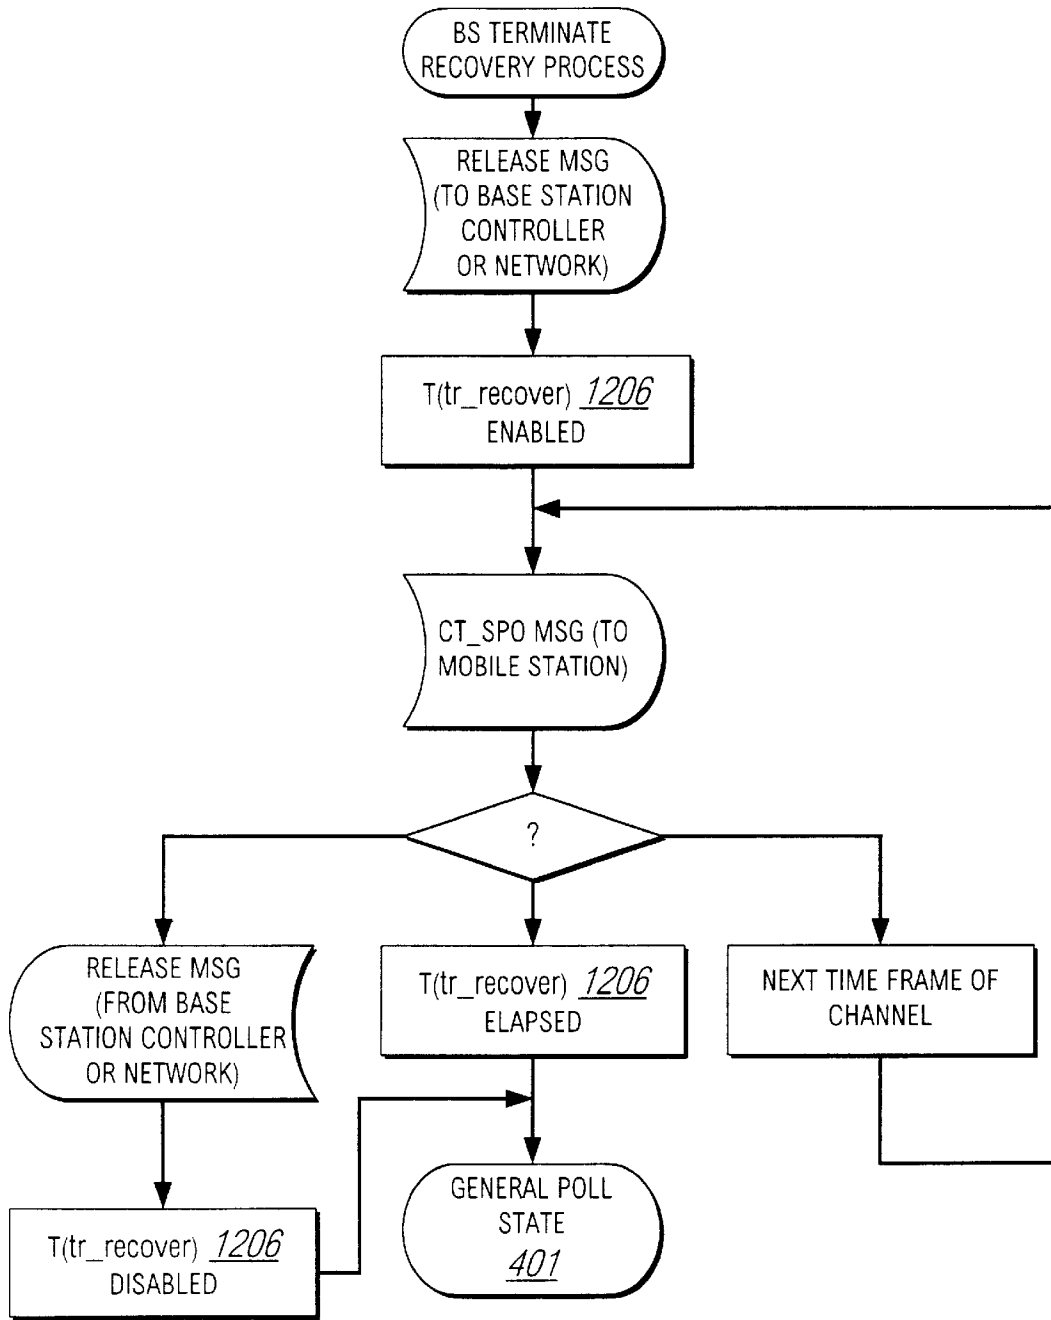 BS TERMINATE
RECOVERY PROCESS
RELEASE MSG
(TO BASE STATION
CONTROLLER
OR NETWORK)
T(tr_recover) 1206
ENABLED
CT_SPO MSG (TO
MOBILE STATION)
?
RELEASE MSG
(FROM BASE
STATION CONTROLLER
OR NETWORK)
T(tr_recover) 1206
ELAPSED
NEXT TIME FRAME OF
CHANNEL
T(tr_recover) 1206
DISABLED
GENERAL POLL
STATE
401